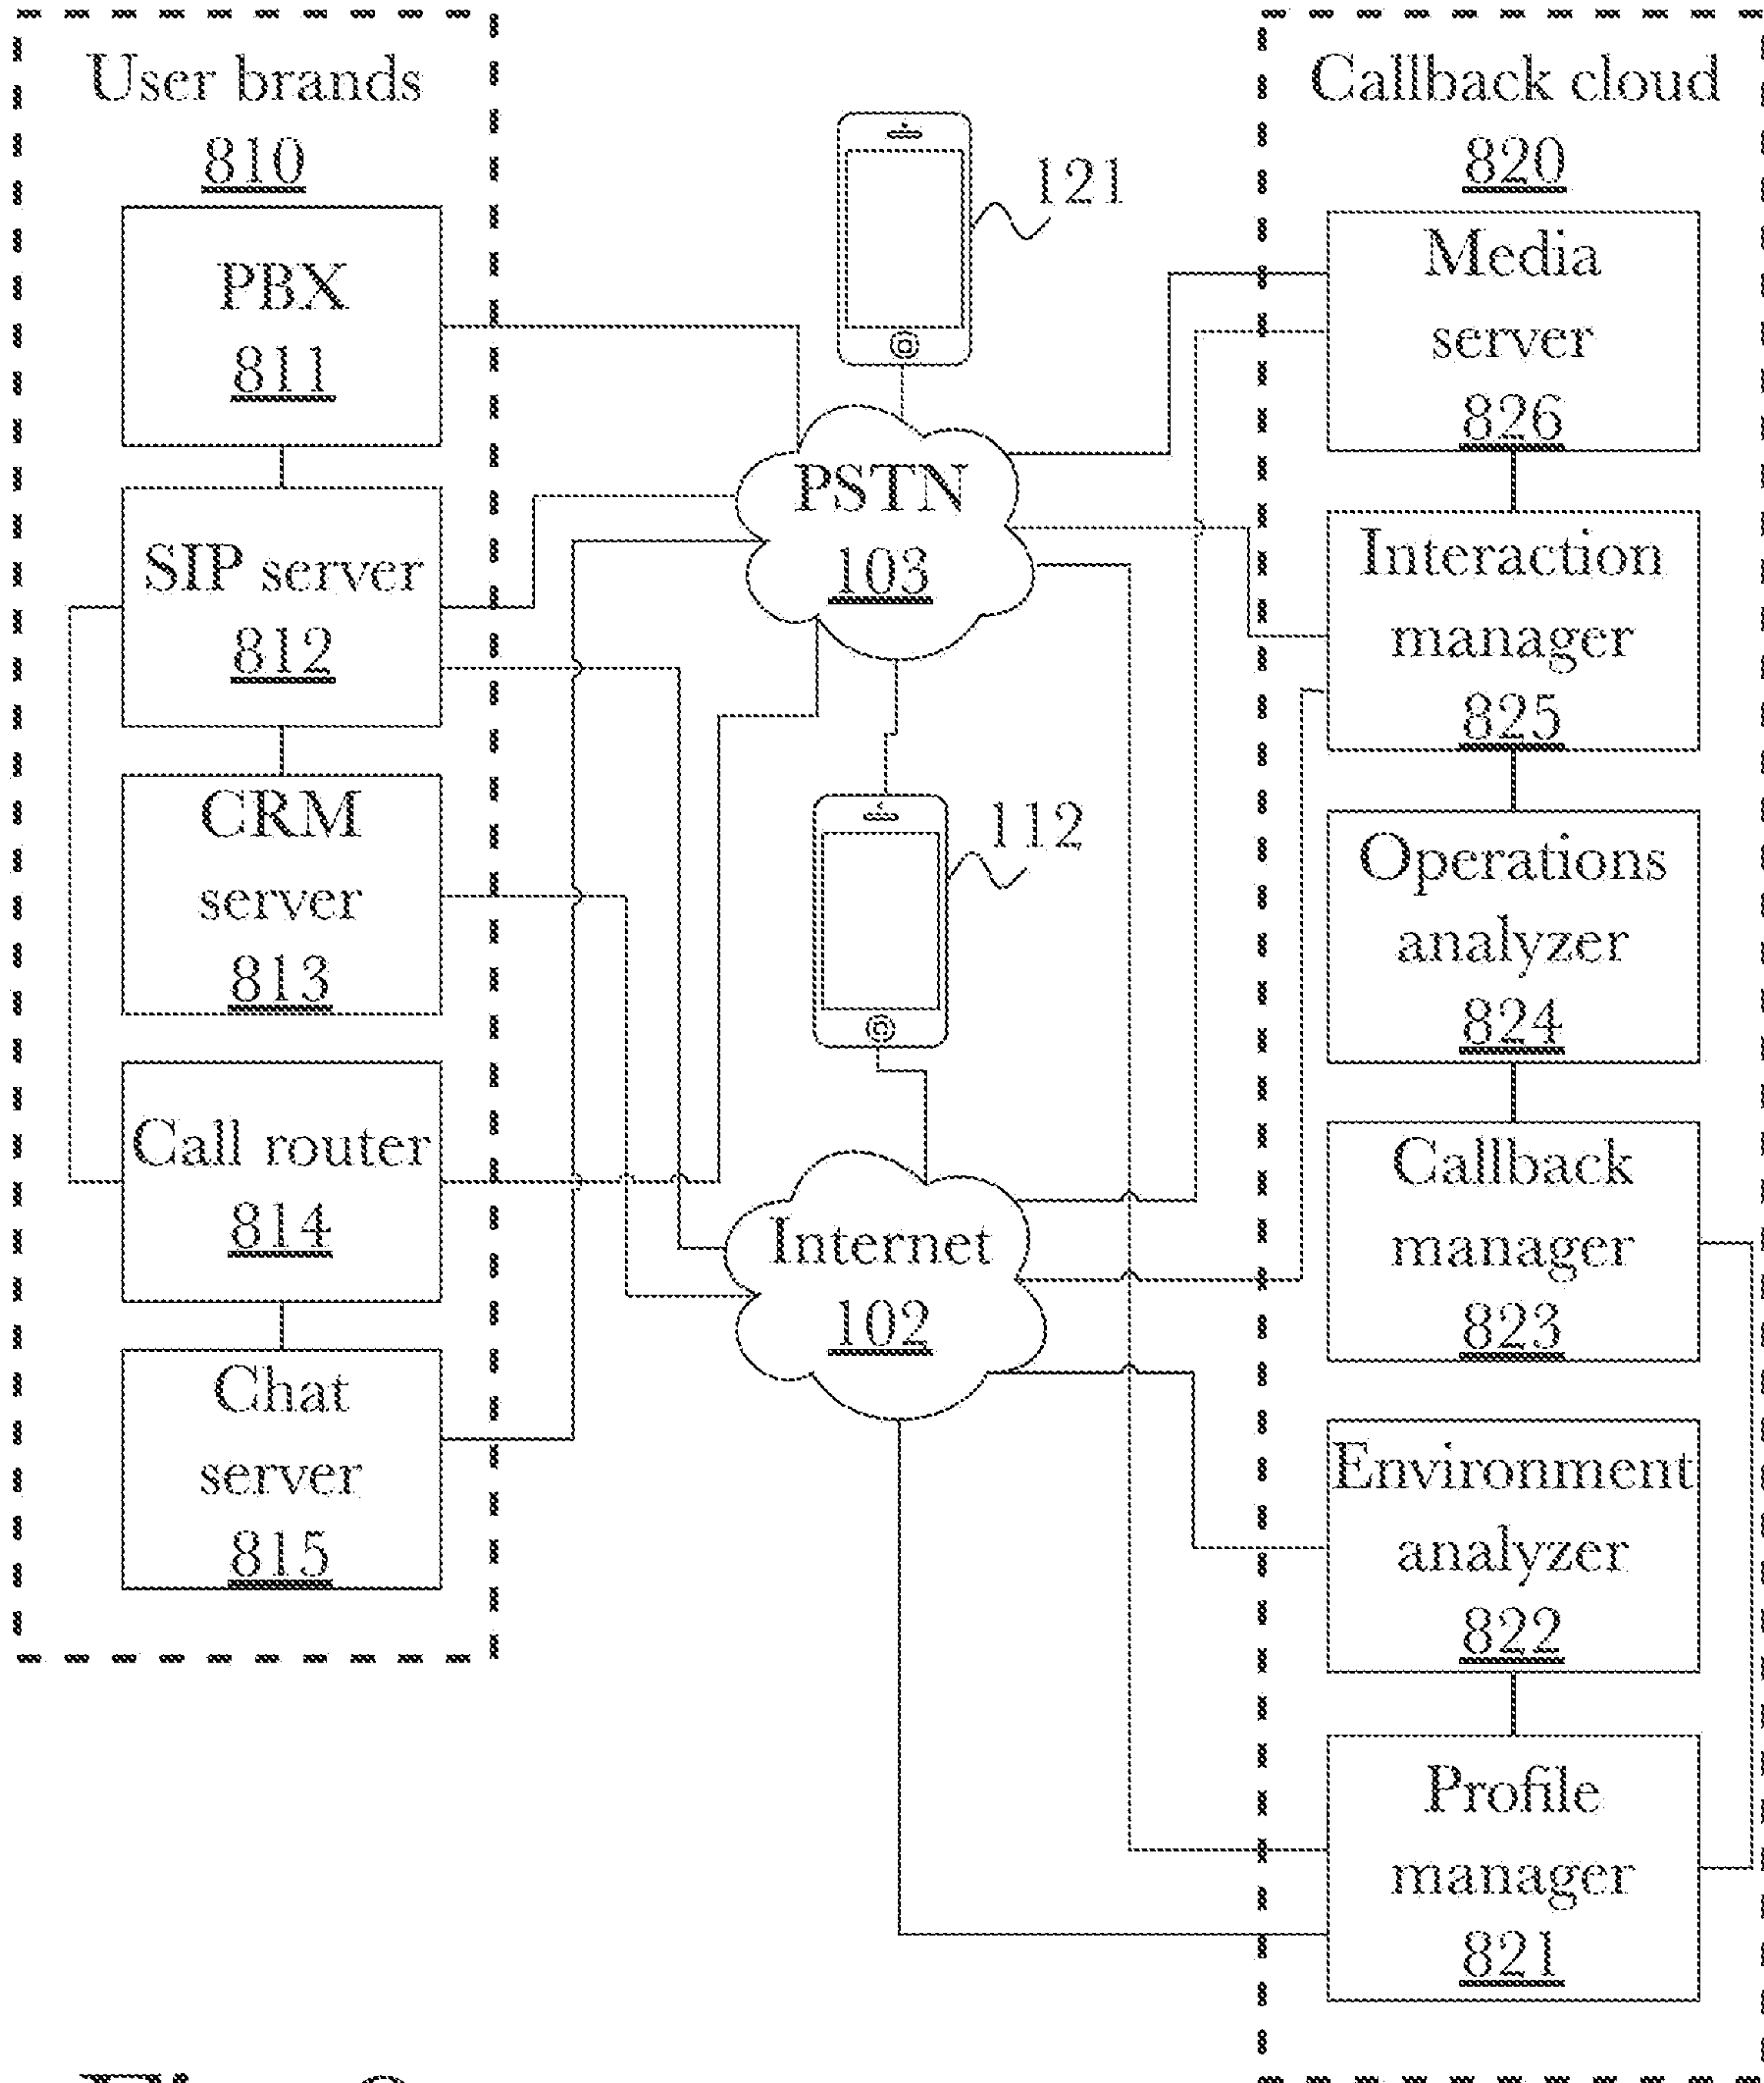 User brands
810
PBX
811
SIP server
812
CRM
server
813
Call router
814
Chat
server
815
121
PSTN
103
112
Internet
102
Callback cloud
820
Media
server
826
Interaction
manager
825
Operations
analyzer
824
Callback
manager
823
Environment
analyzer
822
Profile
manager
821